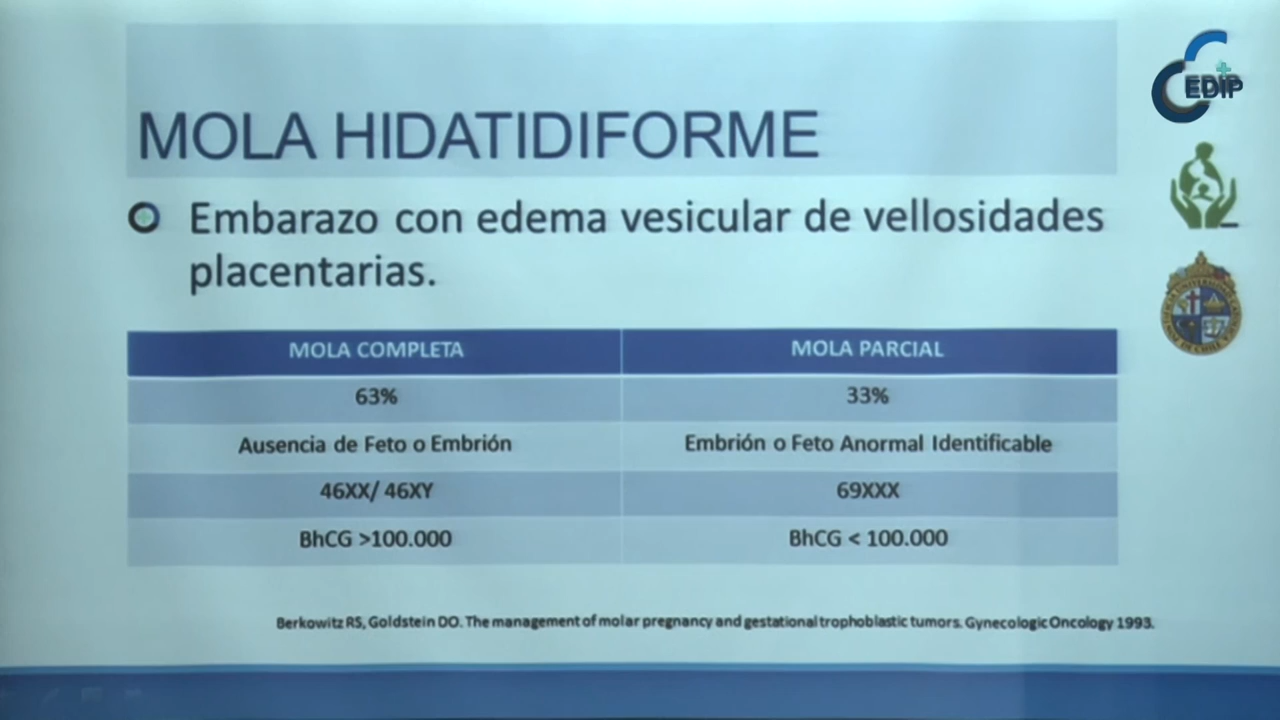 EDIP
MOLA HIDATIDIFORME
Embarazo con edema vesicular de vellosidades
placentarias.
MOLA COMPLETA MOLA PARCIAL
63% 33%
Ausencia de Feto o Embrión Embrión o Feto Anormal Identificable
46XX/ 46XY 69XXX
BhCG >100.000 BhCG < 100.000
Berkowitz RS, Goldstein DO. The management of molar pregnancy and gestational trophoblastic tumors. Gynecologic Oncology 1993.